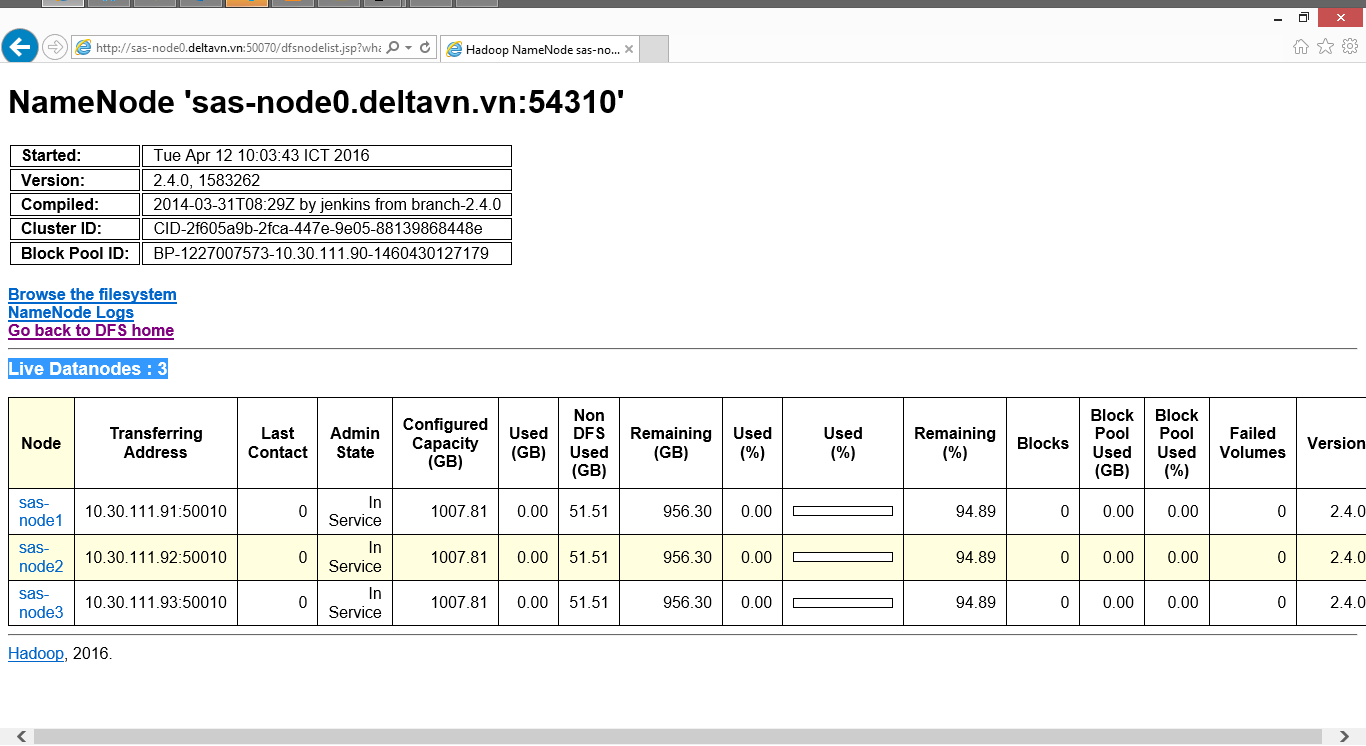 http://sas-node0.deltavn.vn:50070/dfsnodelist.jsp?wha
Hadoop NameNode sas-no...
NameNode 'sas-node0.deltavn.vn:54310'
Started: Tue Apr 12 10:03:43 ICT 2016
Version: 2.4.0, 1583262
Compiled: 2014-03-31T08:29Z by jenkins from branch-2.4.0
Cluster ID: CID-2f605a9b-2fca-447e-9e05-88139868448e
Block Pool ID: BP-1227007573-10.30.111.90-1460430127179
Browse the filesystem
NameNode Logs
Go back to DFS home
Live Datanodes : 3
Node Transferring Address Last Contact Admin State Configured Capacity (GB) Used (GB) Non DFS Used (GB) Remaining (GB) Used (%) Used (%) Remaining (%) Blocks Block Pool Used (GB) Block Pool Used (%) Failed Volumes Version
sas-node1 10.30.111.91:50010 0 In Service 1007.81 0.00 51.51 956.30 0.00 94.89 0 0.00 0.00 0 2.4.0
sas-node2 10.30.111.92:50010 0 In Service 1007.81 0.00 51.51 956.30 0.00 94.89 0 0.00 0.00 0 2.4.0
sas-node3 10.30.111.93:50010 0 In Service 1007.81 0.00 51.51 956.30 0.00 94.89 0 0.00 0.00 0 2.4.0
Hadoop, 2016.